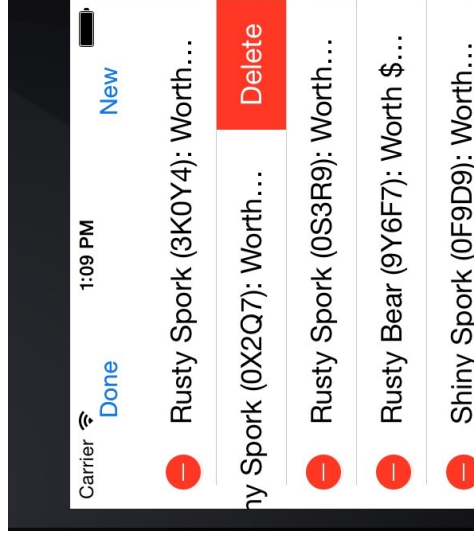 Carrier 1:09 PM
Done New
Rusty Spork (3K0Y4): Worth...
ny Spork (0X2Q7): Worth... Delete
Rusty Spork (0S3R9): Worth...
Rusty Bear (9Y6F7): Worth $...
Shiny Spork (0F9D9): Worth...